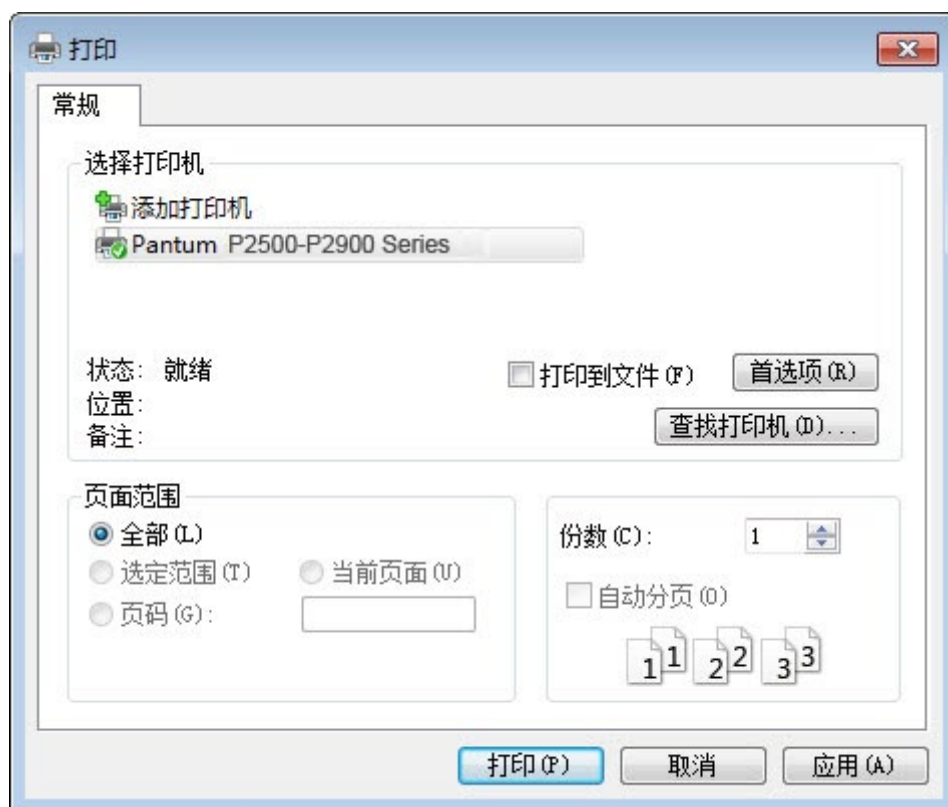 打印
常规
选择打印机
添加打印机
Pantum P2500-P2900 Series
状态： 就绪
打印到文件(F)
首选项(R)
位置：
查找打印机(D)...
备注：
页面范围
全部(L)
选定范围(T)
当前页面(U)
页码(G)：
份数(C)： 1
自动分页(O)
1 1 2 2 3 3
打印(P)
取消
应用(A)